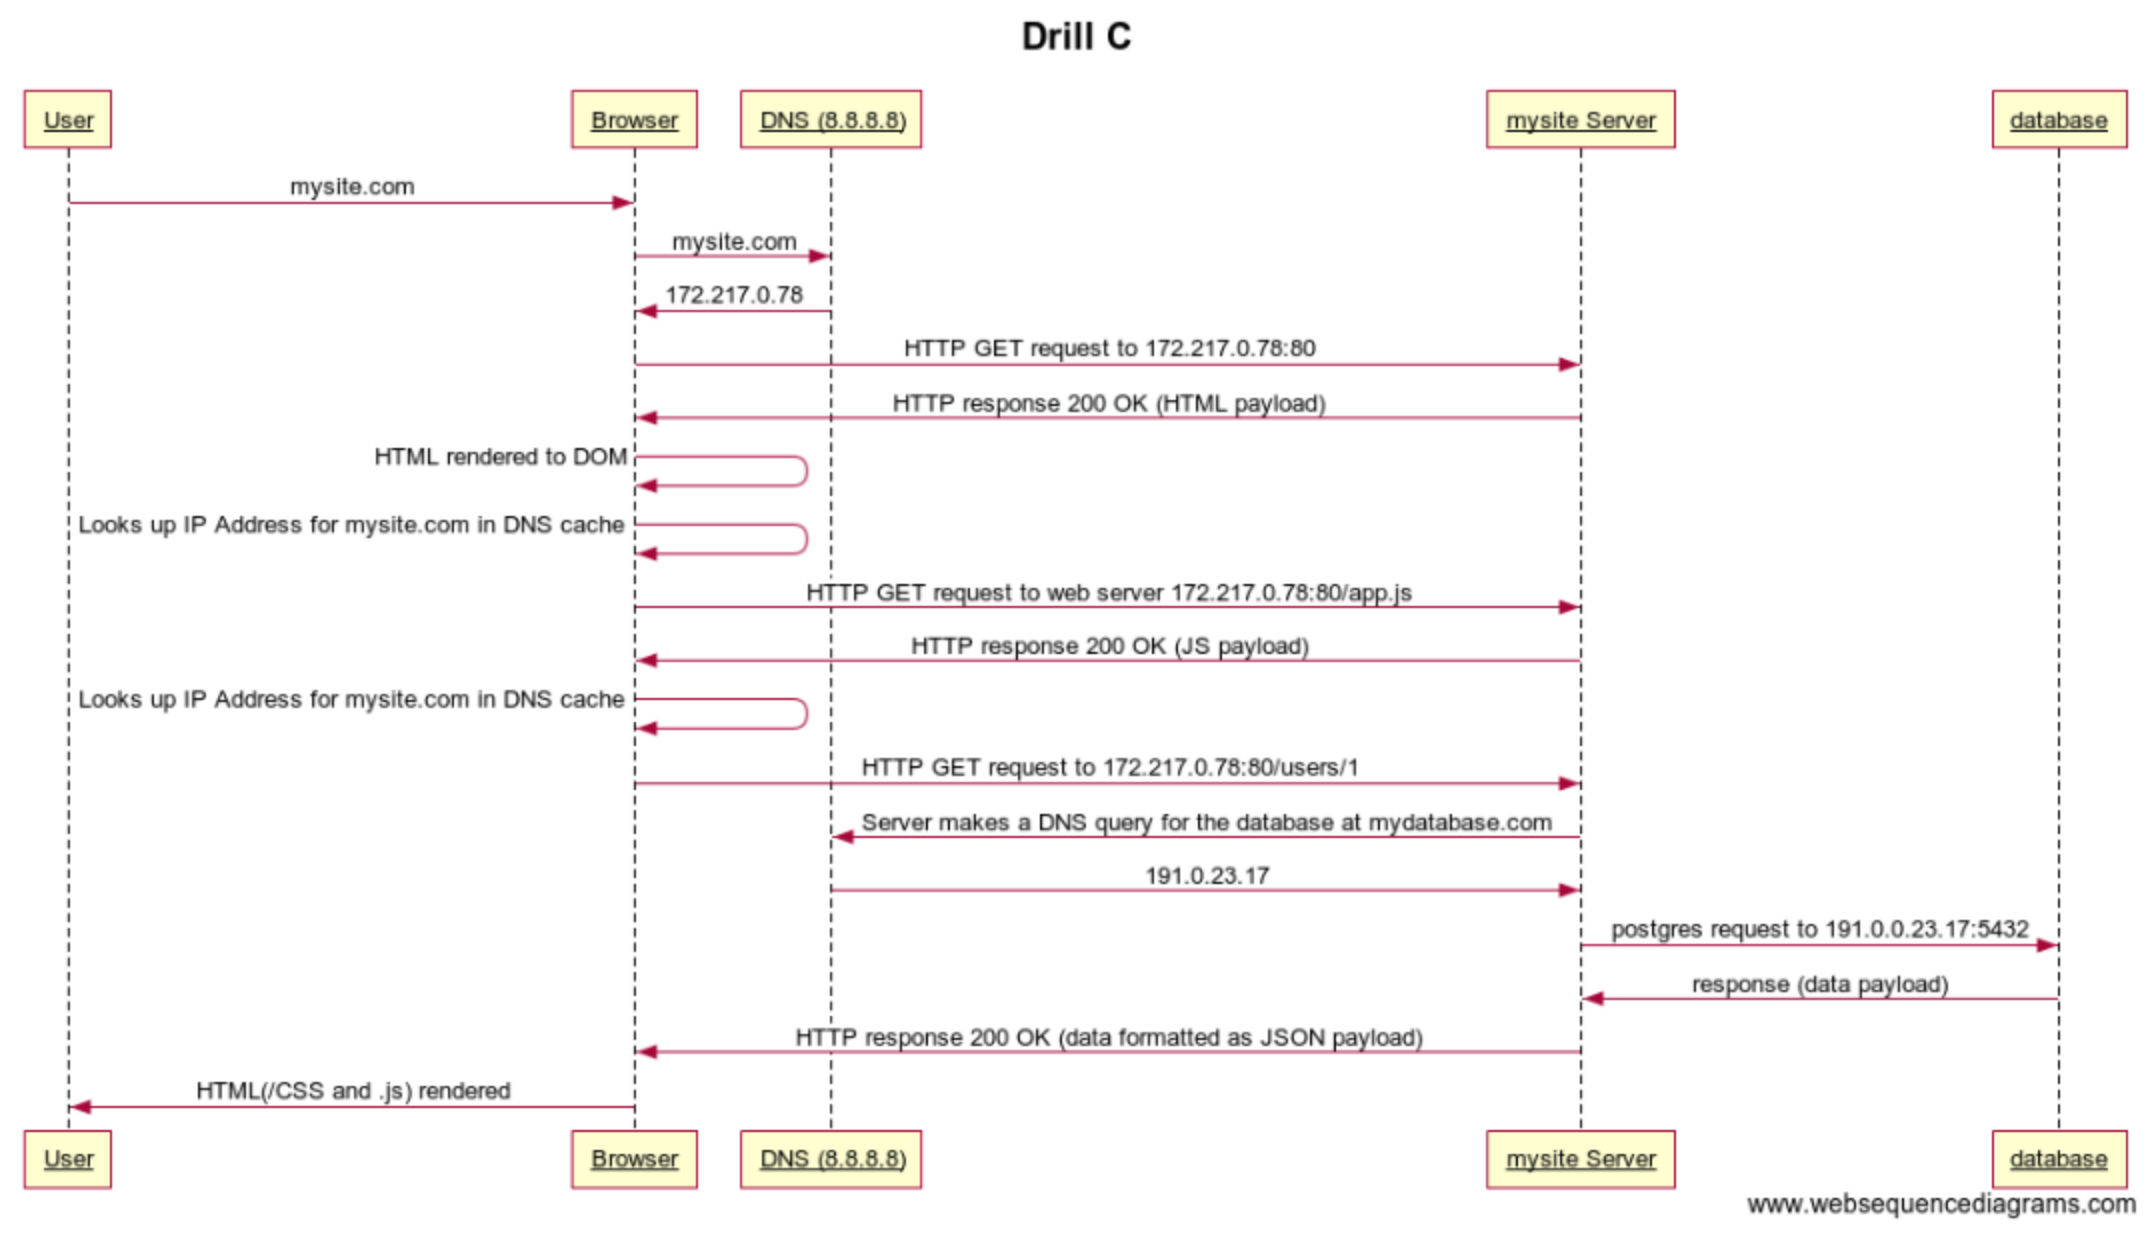 Drill C
User
Browser
DNS (8.8.8.8)
mysite Server
database
mysite.com
mysite.com
172.217.0.78
HTTP GET request to 172.217.0.78:80
HTTP response 200 OK (HTML payload)
HTML rendered to DOM
Looks up IP Address for mysite.com in DNS cache
HTTP GET request to web server 172.217.0.78:80/app.js
HTTP response 200 OK (JS payload)
Looks up IP Address for mysite.com in DNS cache
HTTP GET request to 172.217.0.78:80/users/1
Server makes a DNS query for the database at mydatabase.com
191.0.23.17
postgres request to 191.0.0.23.17:5432
response (data payload)
HTTP response 200 OK (data formatted as JSON payload)
HTML(/CSS and .js) rendered
User
Browser
DNS (8.8.8.8)
mysite Server
database
www.websequencediagrams.com